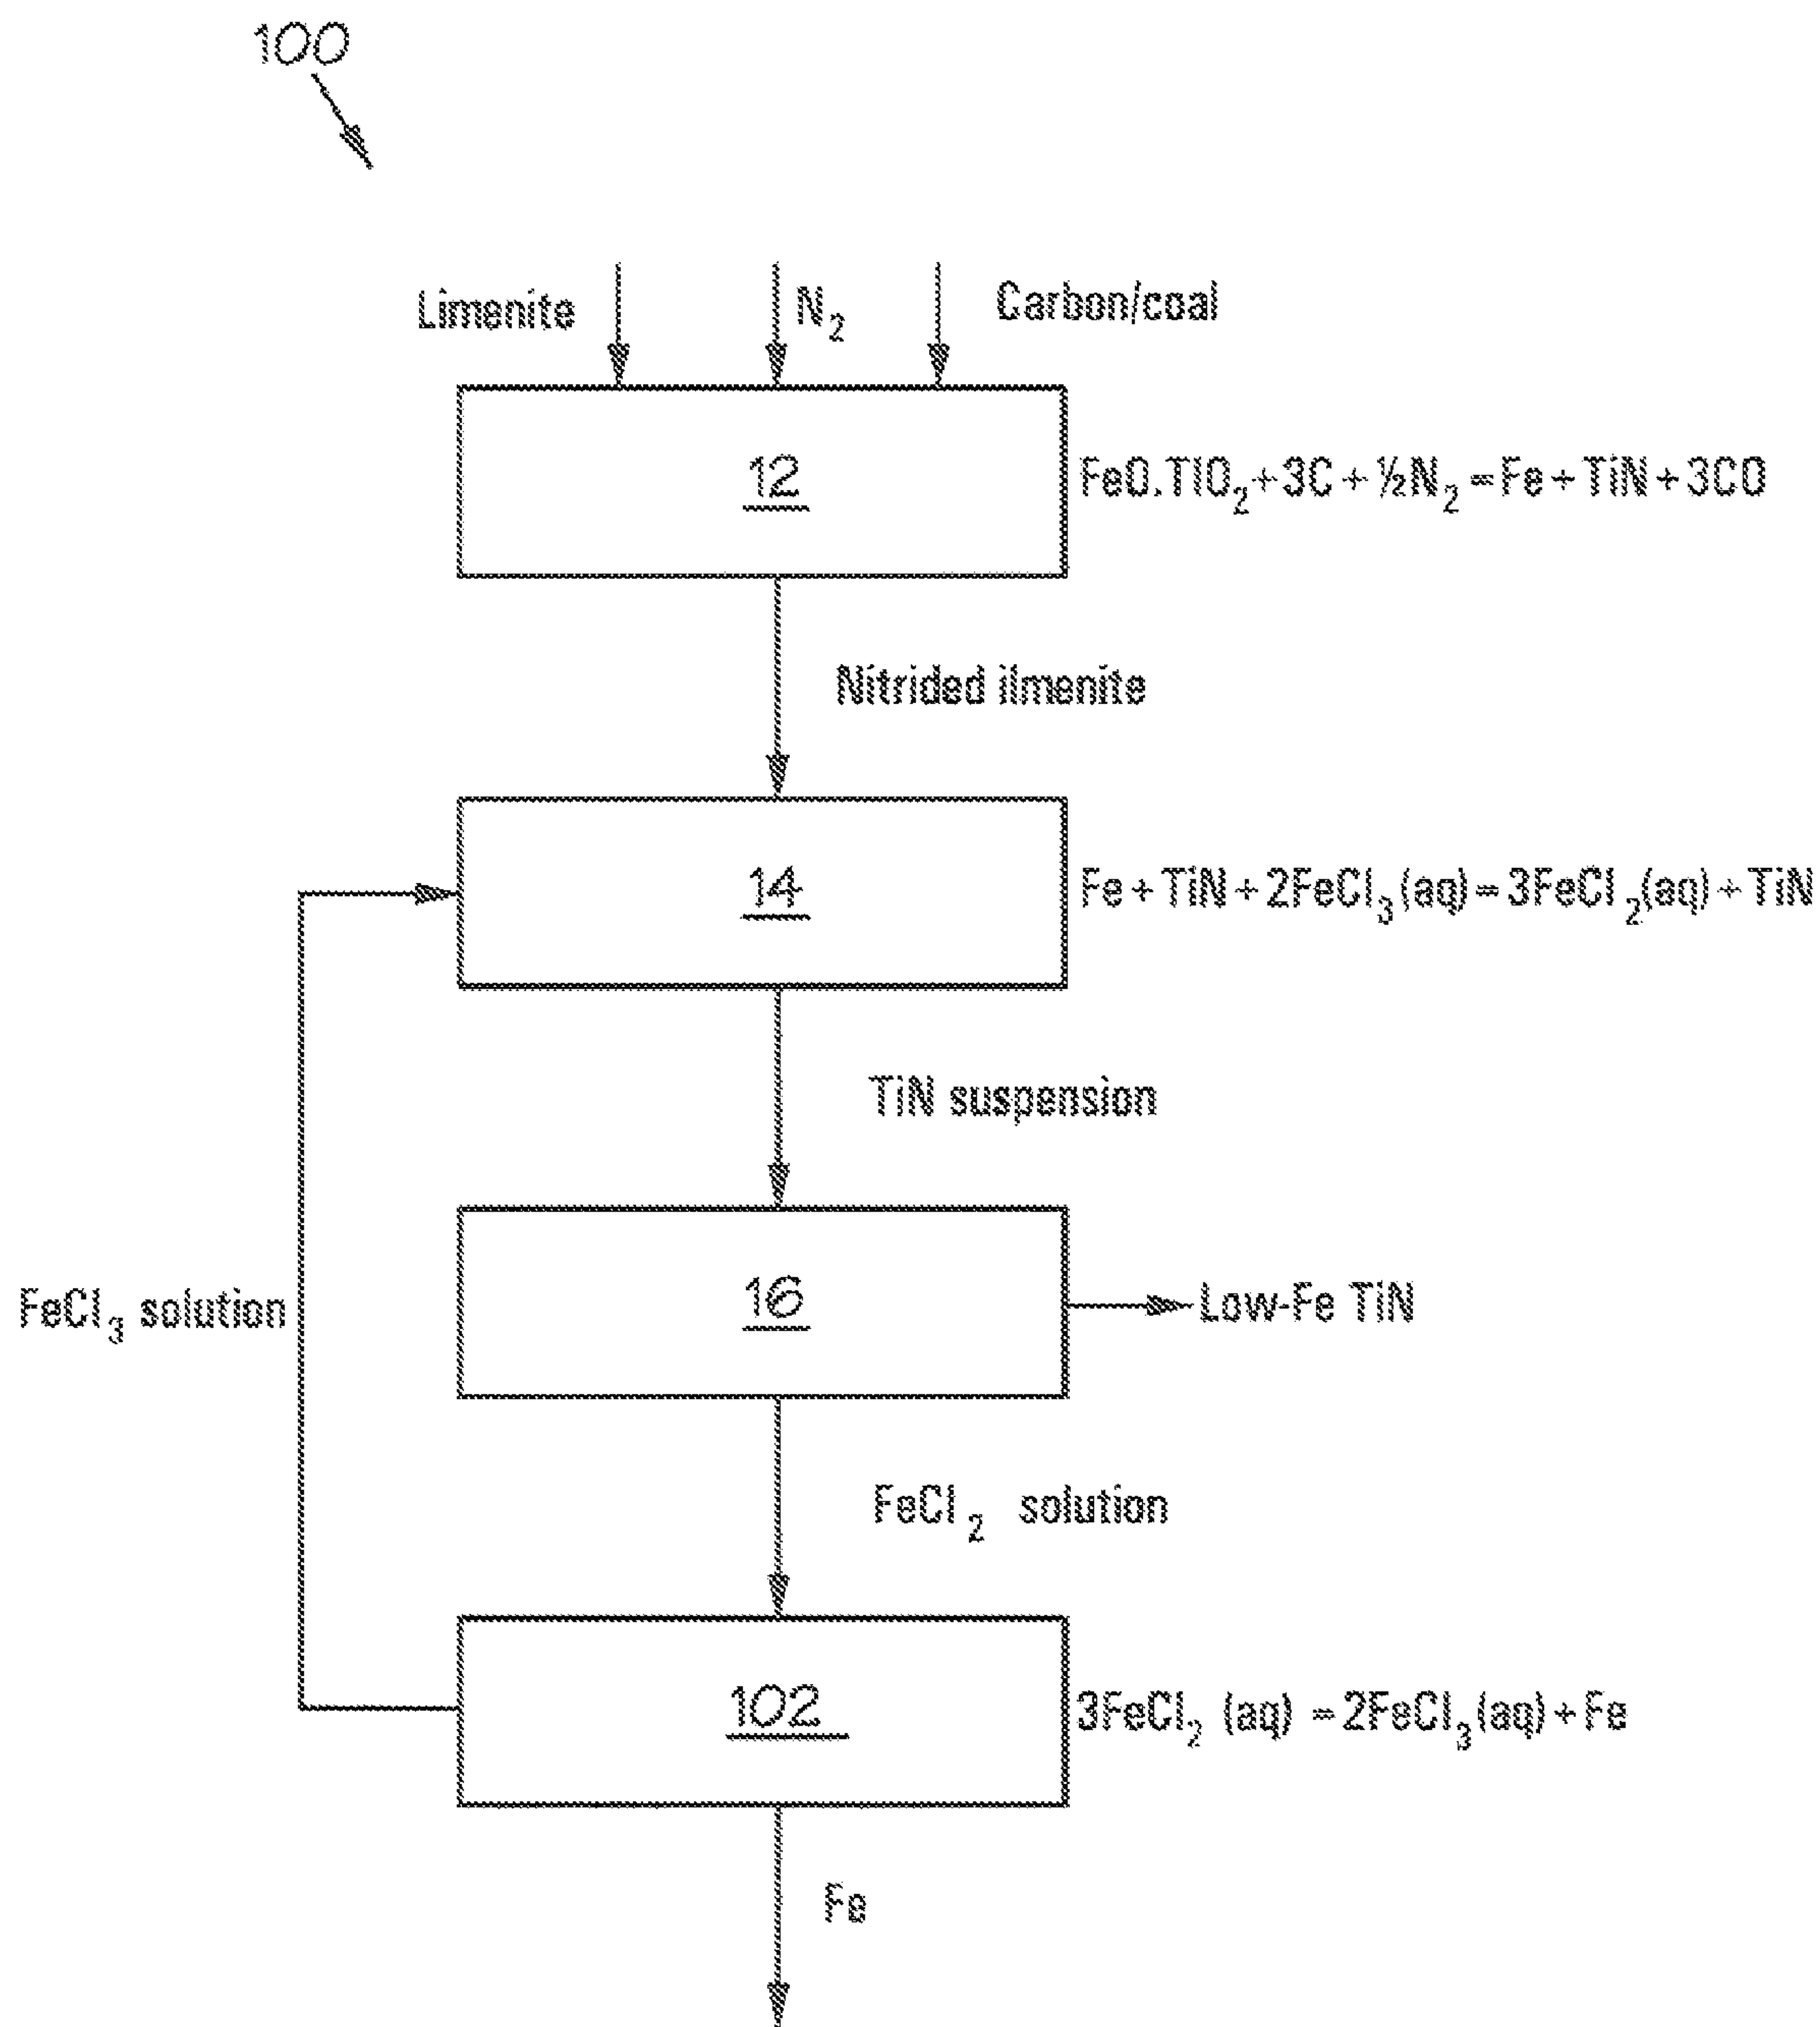 100
Limenite
N₂
Carbon/coal
12
FeO.TIO₂+3C+½N₂=Fe+TiN+3CO
Nitrided ilmenite
14
Fe+TiN+2FeCl₃(aq)=3FeCl₂(aq)+TiN
TiN suspension
16
FeCl₃ solution
Low-Fe TiN
FeCl₂ solution
102
3FeCl₂ (aq) =2FeCl₃(aq)+Fe
Fe